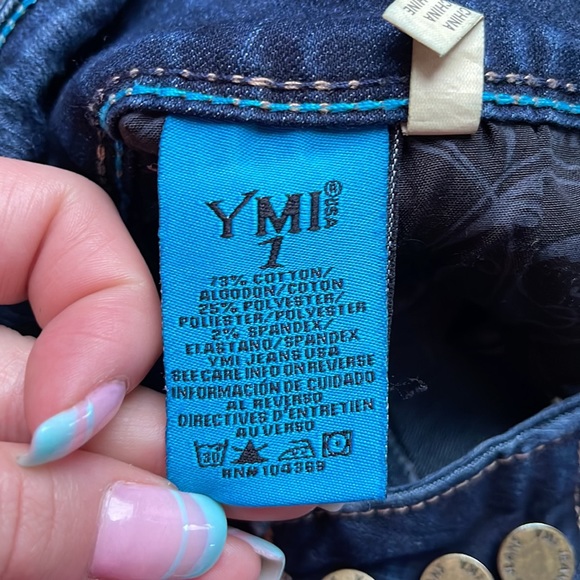 CHINA
YMI® USA
1
73% COTTON/
ALGODON/COTON
25% POLYESTER/
POLIESTER/POLYESTER
2% SPANDEX/
ELASTANO/SPANDEX
YMI JEANS USA
SEE CARE INFO ON REVERSE
INFORMACIÓN DE CUIDADO
AL REVERSO
DIRECTIVES D'ENTRETIEN
AU VERSO
30
RN# 104369